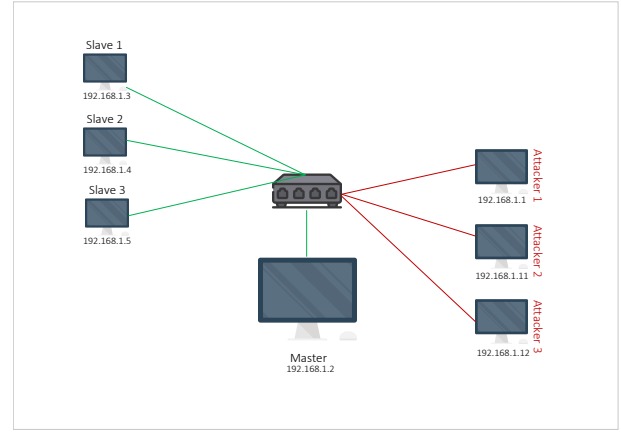 Slave 1
192.168.1.3
Slave 2
192.168.1.4
Slave 3
192.168.1.5
Attacker 1
192.168.1.1
Attacker 2
192.168.1.11
Attacker 3
192.168.1.12
Master
192.168.1.2